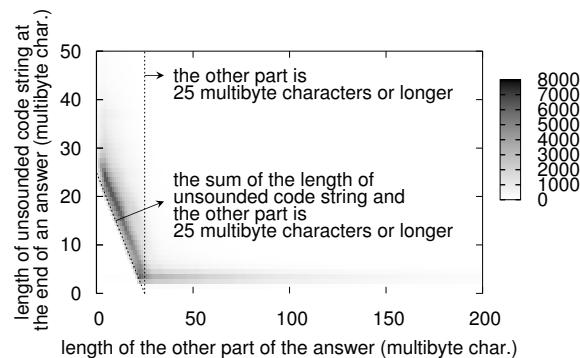 length of unsounded code string at
the end of an answer (multibyte char.)
50
40
30
20
10
0
the other part is
25 multibyte characters or longer
the sum of the length of
unsounded code string and
the other part is
25 multibyte characters or longer
8000
7000
6000
5000
4000
3000
2000
1000
0
0
50
100
150
200
length of the other part of the answer (multibyte char.)